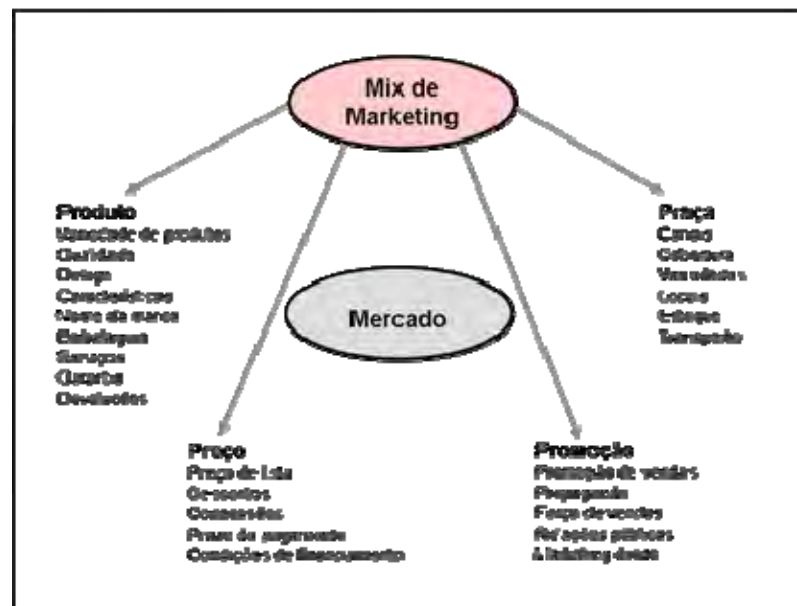 Mix de
Marketing
Produto
Variedade de produtos
Qualidade
Design
Características
Nome de marca
Embalagem
Serviços
Devoluções
Praça
Canais
Cobertura
Variedades
Locais
Estoque
Transporte
Mercado
Preço
Preço de lista
Descontos
Concessões
Prazo de pagamento
Condições de financiamento
Promoção
Promoção de vendas
Propaganda
Força de vendas
Relações públicas
Marketing direto